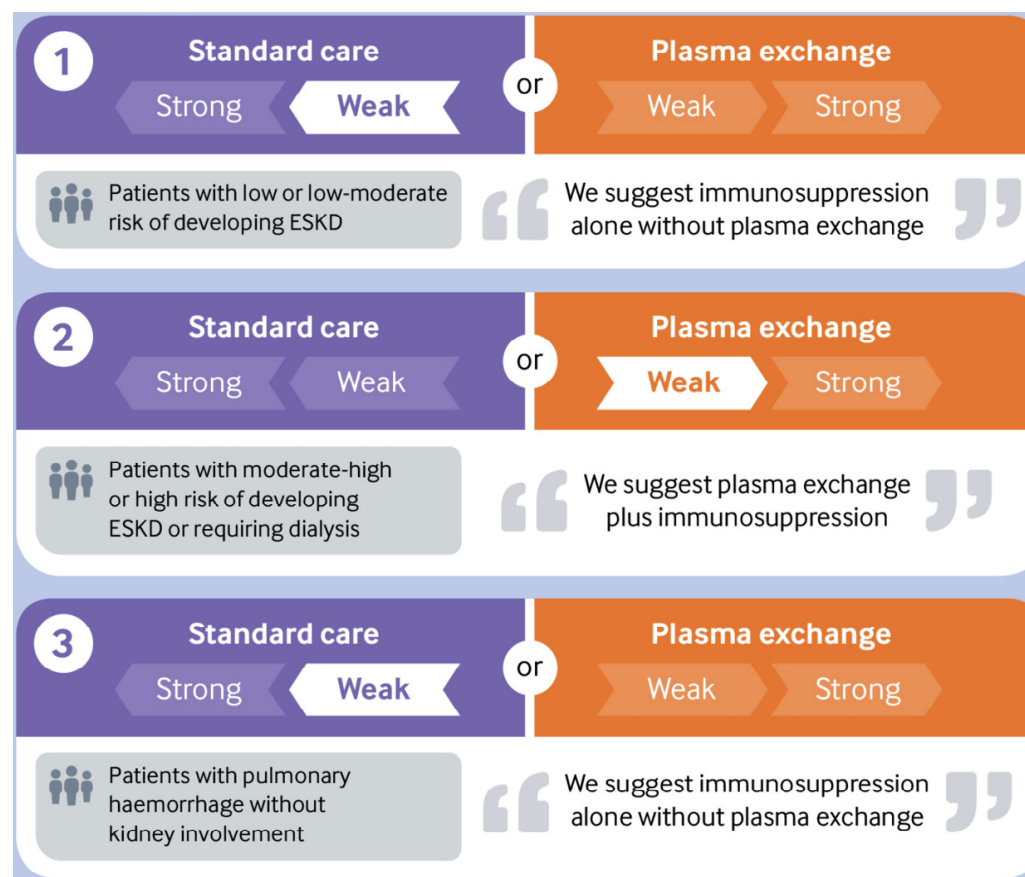 1
Standard care
Strong
Weak
or
Plasma exchange
Weak
Strong
Patients with low or low-moderate
risk of developing ESKD
“ We suggest immunosuppression
alone without plasma exchange ”
2
Standard care
Strong
Weak
or
Plasma exchange
Weak
Strong
Patients with moderate-high
or high risk of developing
ESKD or requiring dialysis
“ We suggest plasma exchange
plus immunosuppression ”
3
Standard care
Strong
Weak
or
Plasma exchange
Weak
Strong
Patients with pulmonary
haemorrhage without
kidney involvement
“ We suggest immunosuppression
alone without plasma exchange ”